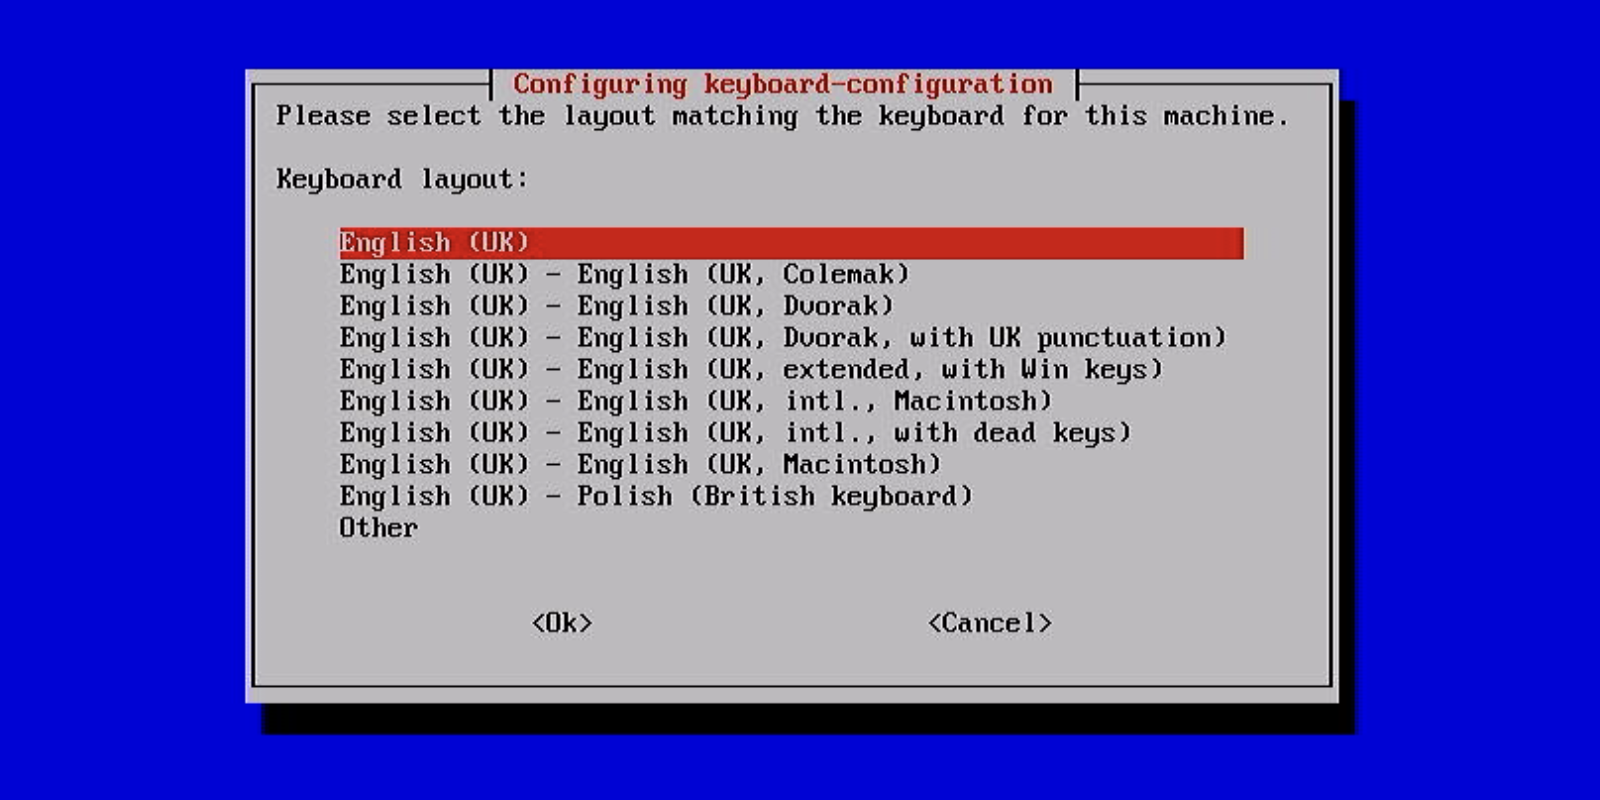 Configuring keyboard-configuration
Please select the layout matching the keyboard for this machine.
Keyboard layout:
English (UK)
English (UK) - English (UK, Colemak)
English (UK) - English (UK, Dvorak)
English (UK) - English (UK, Dvorak, with UK punctuation)
English (UK) - English (UK, extended, with Win keys)
English (UK) - English (UK, intl., Macintosh)
English (UK) - English (UK, intl., with dead keys)
English (UK) - English (UK, Macintosh)
English (UK) - Polish (British keyboard)
Other
<Ok> <Cancel>